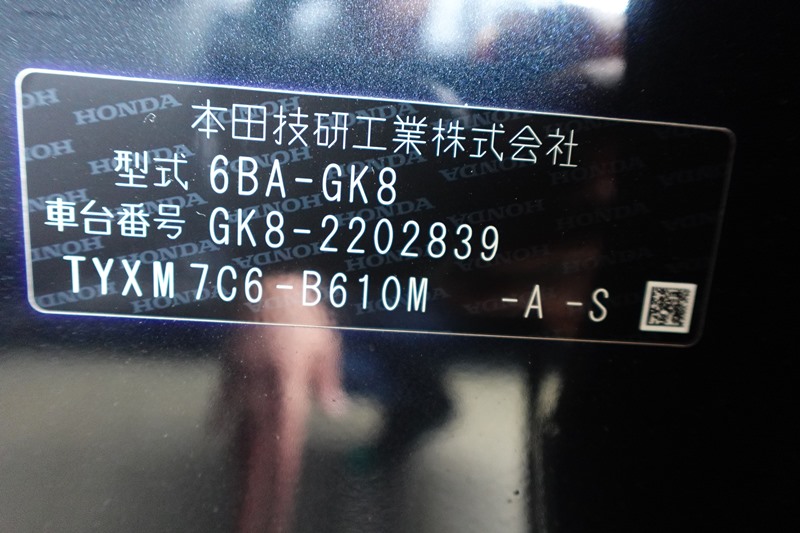 本田技研工業株式会社
型式 6BA-GK8
車台番号 GK8-2202839
TYXM 7C6-B610M -A -S